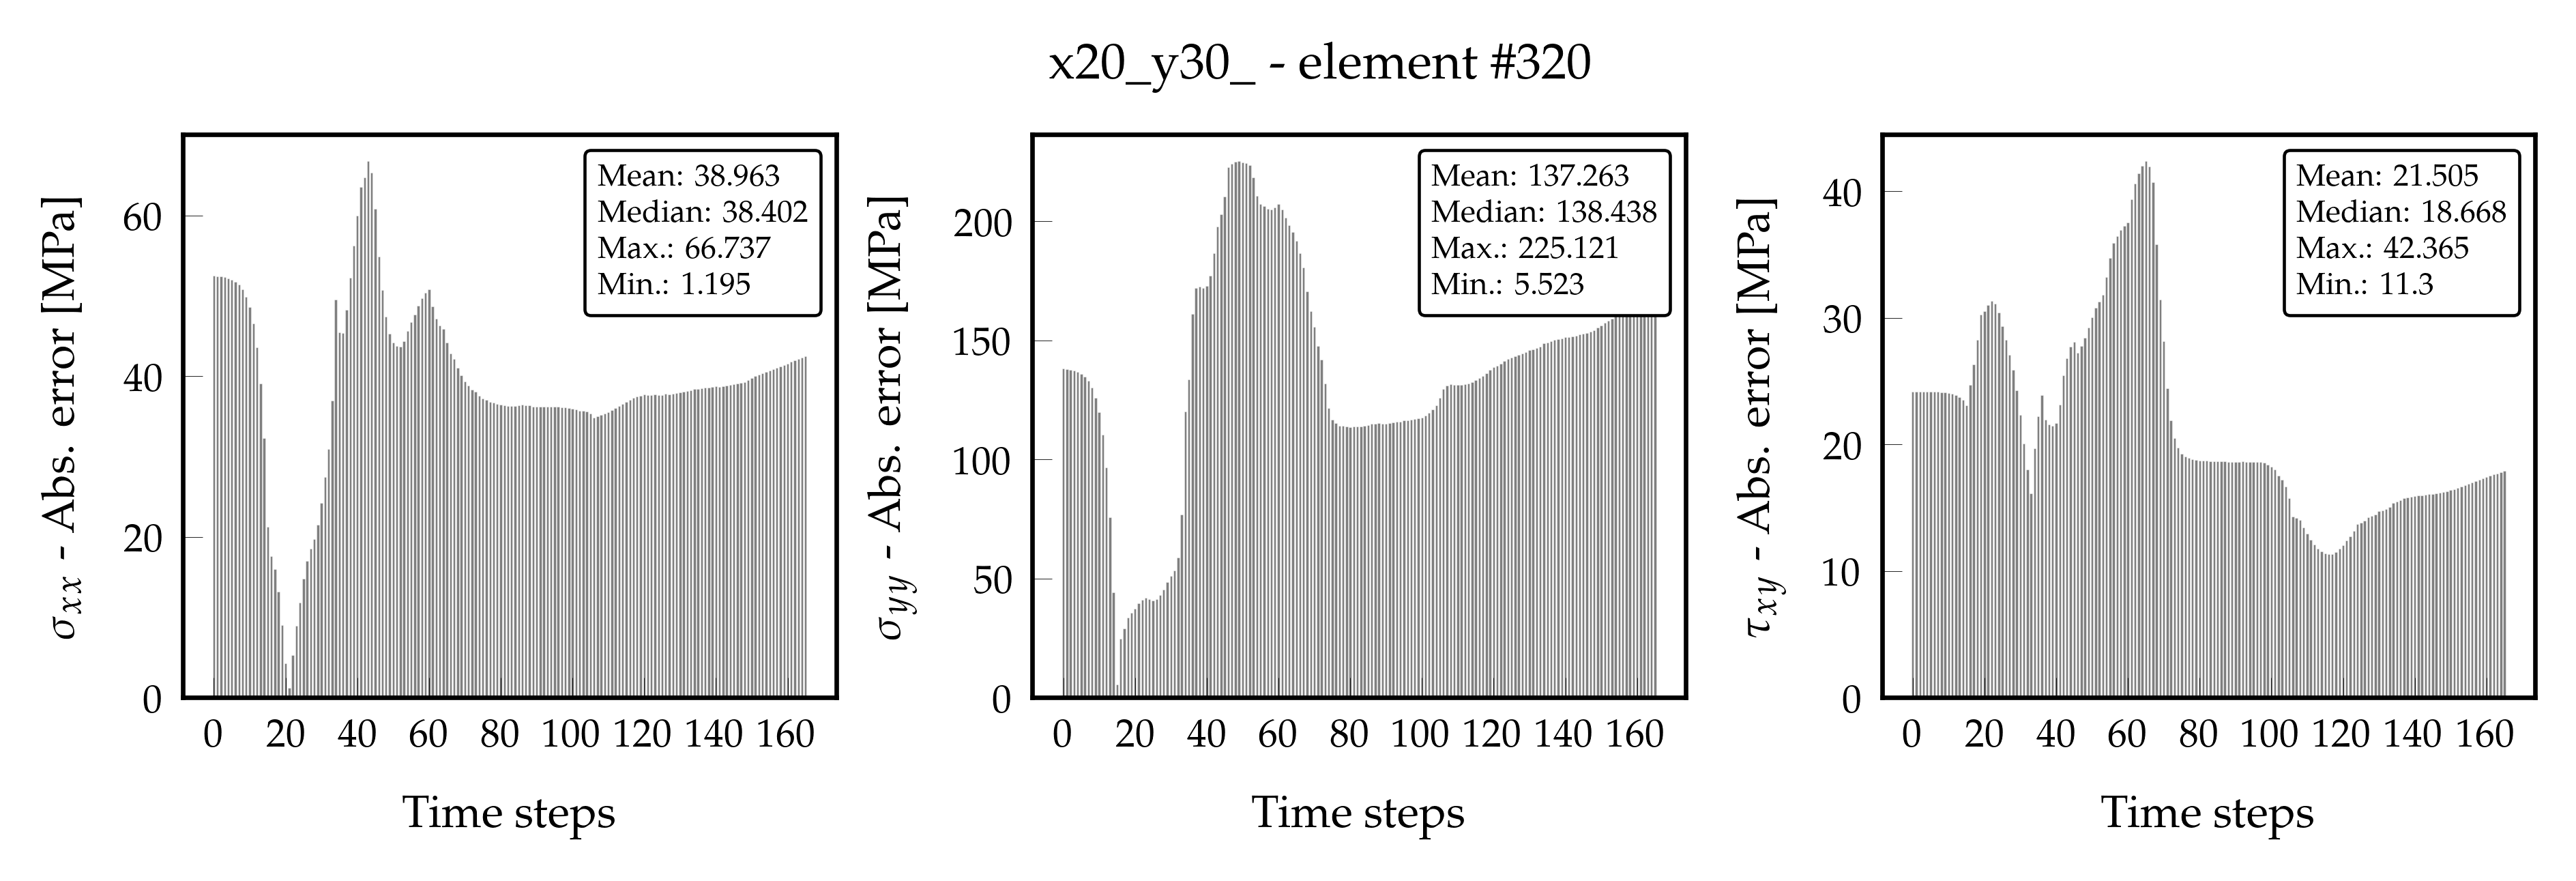 x20_y30_ - element #320
σxx - Abs. error [MPa]
60
40
20
0
Mean: 38.963
Median: 38.402
Max.: 66.737
Min.: 1.195
0 20 40 60 80 100 120 140 160
Time steps
σyy - Abs. error [MPa]
200
150
100
50
0
Mean: 137.263
Median: 138.438
Max.: 225.121
Min.: 5.523
0 20 40 60 80 100 120 140 160
Time steps
τxy - Abs. error [MPa]
40
30
20
10
0
Mean: 21.505
Median: 18.668
Max.: 42.365
Min.: 11.3
0 20 40 60 80 100 120 140 160
Time steps